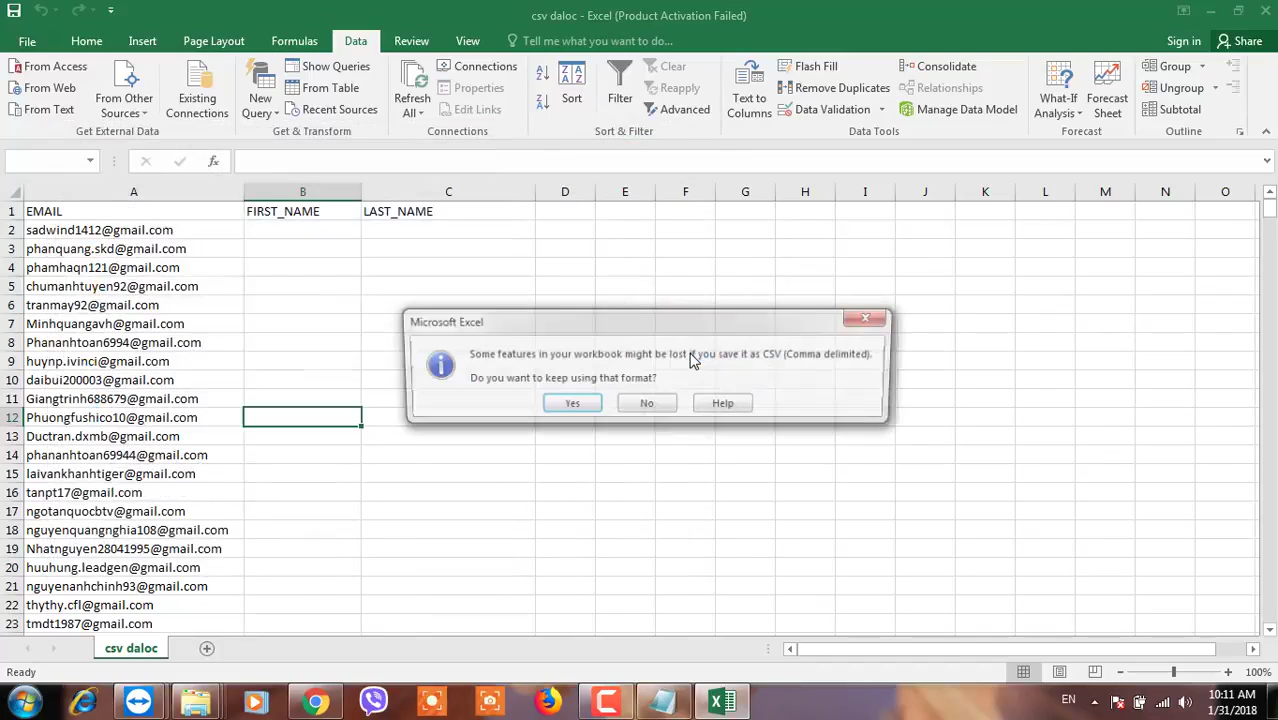 csv daloc - Excel (Product Activation Failed)
File Home Insert Page Layout Formulas Data Review View Tell me what you want to do... Sign in Share
From Access
From Web
From Text
From Other Sources
Existing Connections
Get External Data
New Query
Show Queries
From Table
Recent Sources
Get & Transform
Refresh All
Connections
Properties
Edit Links
Connections
Sort
Filter
Clear
Reapply
Advanced
Sort & Filter
Text to Columns
Flash Fill
Remove Duplicates
Data Validation
Consolidate
Relationships
Manage Data Model
Data Tools
What-If Analysis
Forecast Sheet
Forecast
Group
Ungroup
Subtotal
Outline
fx
A B C D E F G H I J K L M N O
1 EMAIL FIRST_NAME LAST_NAME
2 sadwind1412@gmail.com
3 phanquang.skd@gmail.com
4 phamhaqn121@gmail.com
5 chumanhtuyen92@gmail.com
6 tranmay92@gmail.com
7 Minhquangavh@gmail.com
8 Phananhtoan6994@gmail.com
9 huynp.ivinci@gmail.com
10 daibui200003@gmail.com
11 Giangtrinh688679@gmail.com
12 Phuongfushico10@gmail.com
13 Ductran.dxmb@gmail.com
14 phananhtoan69944@gmail.com
15 laivankhanhtiger@gmail.com
16 tanpt17@gmail.com
17 ngotanquocbtv@gmail.com
18 nguyenquangnghia108@gmail.com
19 Nhatnguyen28041995@gmail.com
20 huuhung.leadgen@gmail.com
21 nguyenanhchinh93@gmail.com
22 thythy.cfl@gmail.com
23 tmdt1987@gmail.com
Microsoft Excel
Some features in your workbook might be lost if you save it as CSV (Comma delimited).
Do you want to keep using that format?
Yes No Help
csv daloc
Ready
100%
EN
10:11 AM
1/31/2018